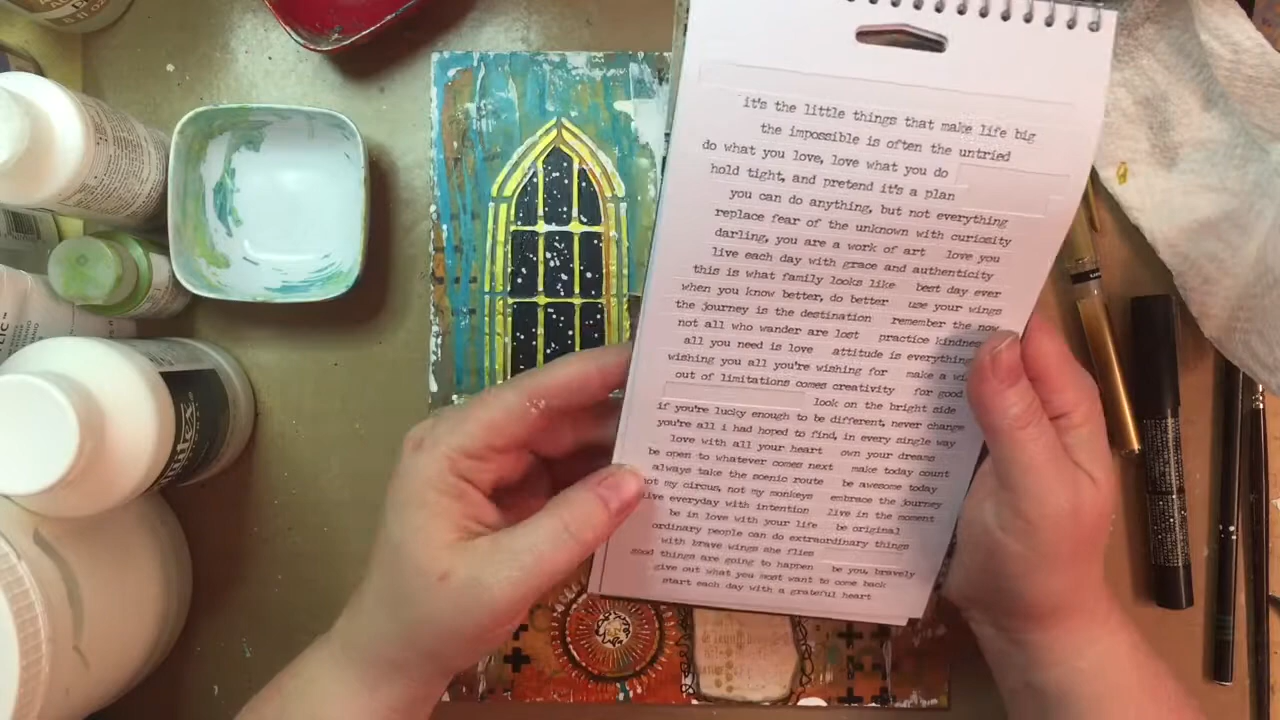 it's the little things that make life big
the impossible is often the untried
do what you love, love what you do
hold tight, and pretend it's a plan
you can do anything, but not everything
replace fear of the unknown with curiosity
darling, you are a work of art love you
live each day with grace and authenticity
this is what family looks like best day ever
when you know better, do better use your wings
the journey is the destination remember the now
not all who wander are lost practice kindness
all you need is love attitude is everything
wishing you all you're wishing for make a wi
out of limitations comes creativity for good
look on the bright side
if you're lucky enough to be different, never change
you're all i had hoped to find, in every single way
love with all your heart own your dreams
be open to whatever comes next make today count
always take the scenic route be awesome today
not my circus, not my monkeys embrace the journey
live everyday with intention live in the moment
be in love with your life be original
ordinary people can do extraordinary things
with brave wings she flies
good things are going to happen be you, bravely
give out what you most want to come back
start each day with a grateful heart